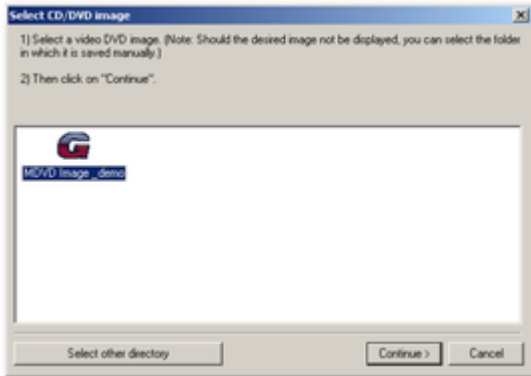 Select CD/DVD image
1) Select a video DVD image. (Note: Should the desired image not be displayed, you can select the folder
in which it is saved manually.)
2) Then click on "Continue".
G
MDVD Image _demo
Select other directory
Continue >
Cancel